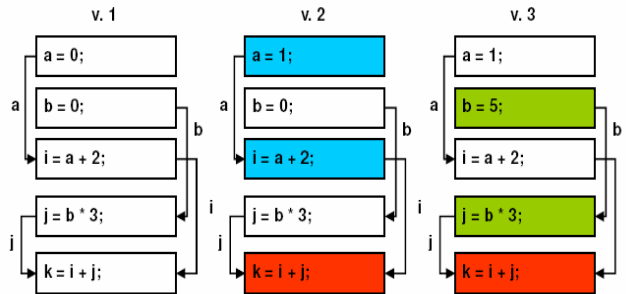 v. 1
a = 0;
a
b = 0;
b
i = a + 2;
i
j = b * 3;
j
k = i + j;
v. 2
a = 1;
a
b = 0;
b
i = a + 2;
i
j = b * 3;
j
k = i + j;
v. 3
a = 1;
a
b = 5;
b
i = a + 2;
j = b * 3;
j
k = i + j;